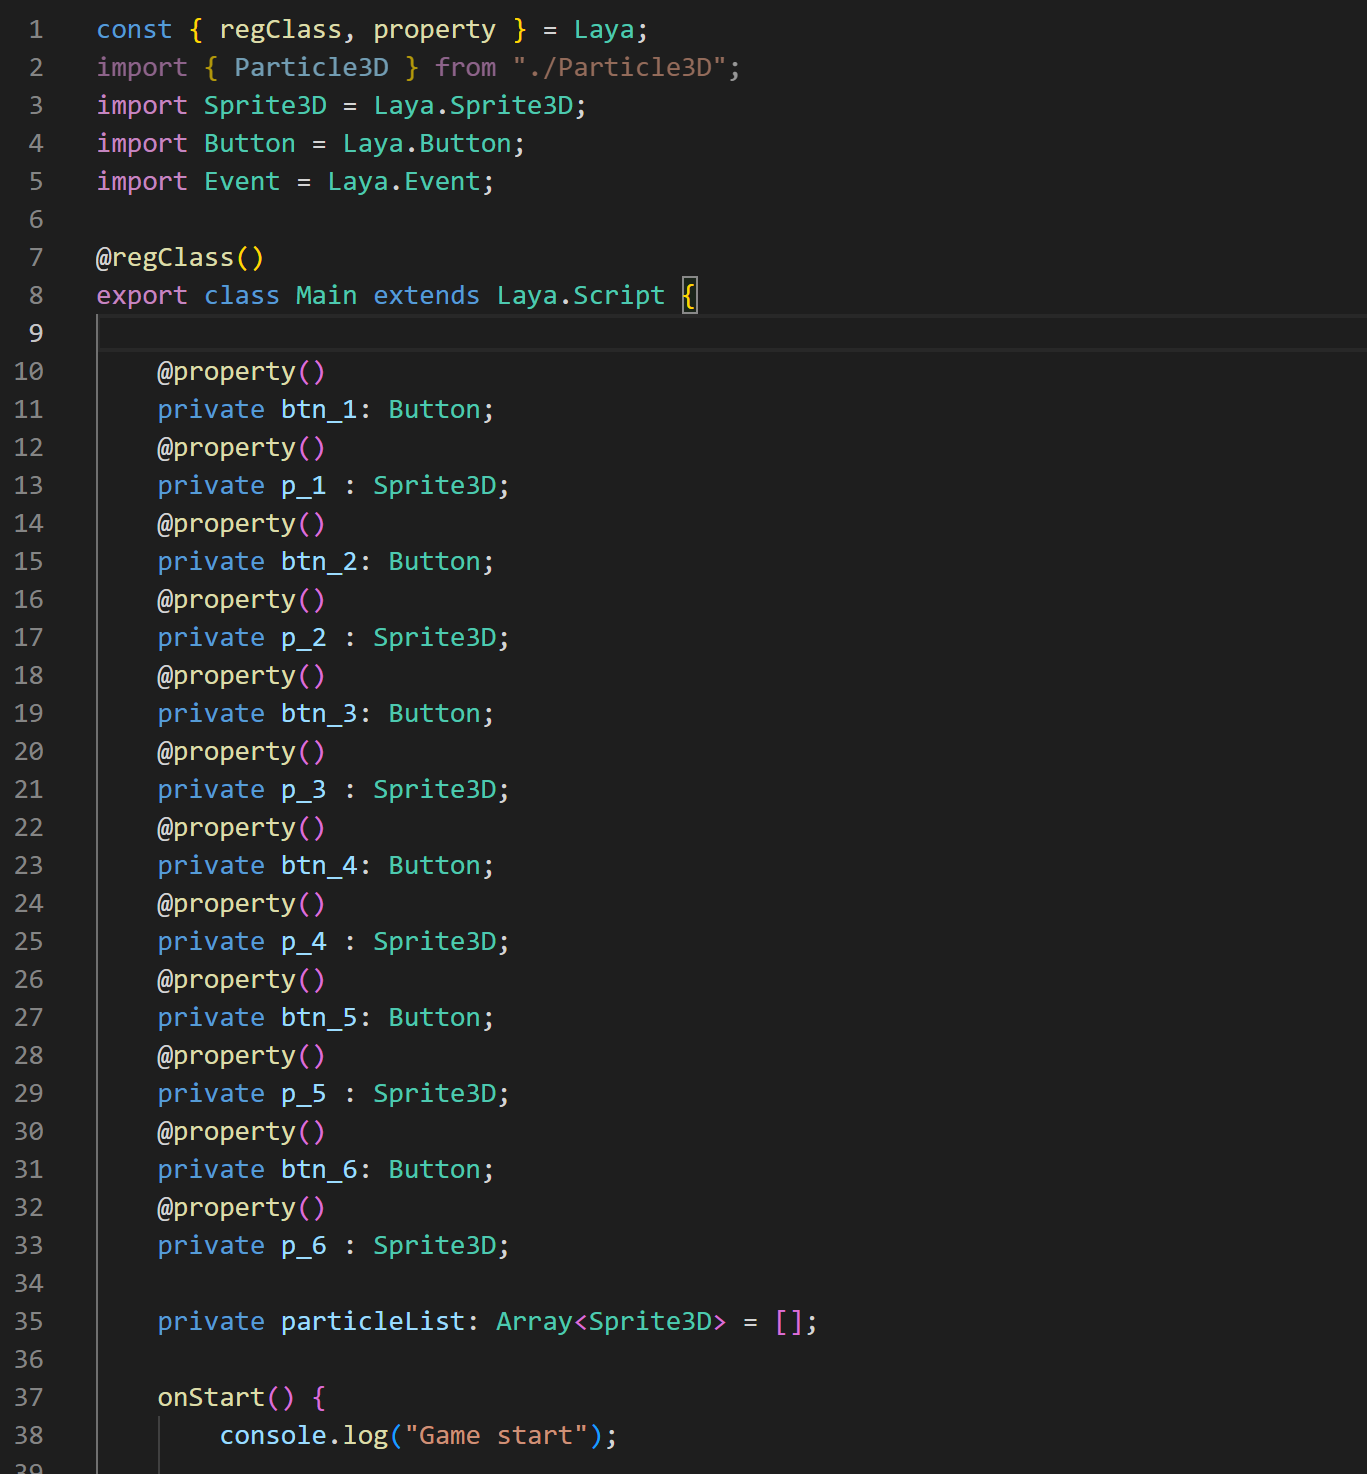 1 const { regClass, property } = Laya;
2 import { Particle3D } from "./Particle3D";
3 import Sprite3D = Laya.Sprite3D;
4 import Button = Laya.Button;
5 import Event = Laya.Event;
6
7 @regClass()
8 export class Main extends Laya.Script {
9
10     @property()
11     private btn_1: Button;
12     @property()
13     private p_1 : Sprite3D;
14     @property()
15     private btn_2: Button;
16     @property()
17     private p_2 : Sprite3D;
18     @property()
19     private btn_3: Button;
20     @property()
21     private p_3 : Sprite3D;
22     @property()
23     private btn_4: Button;
24     @property()
25     private p_4 : Sprite3D;
26     @property()
27     private btn_5: Button;
28     @property()
29     private p_5 : Sprite3D;
30     @property()
31     private btn_6: Button;
32     @property()
33     private p_6 : Sprite3D;
34
35     private particleList: Array<Sprite3D> = [];
36
37     onStart() {
38         console.log("Game start");
39